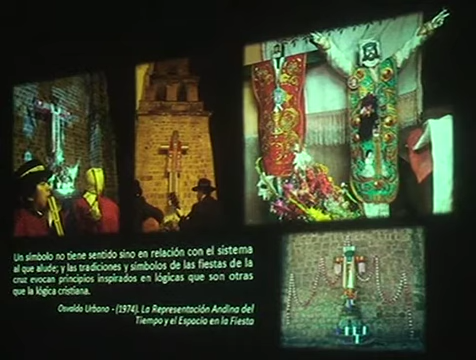 Un símbolo no tiene sentido sino en relación con el sistema
al que alude; y las tradiciones y símbolos de las fiestas de la
cruz evocan principios inspirados en lógicas que son otras
que la lógica cristiana.
Osvaldo Urbano - (1974). La Representación Andina del
Tiempo y el Espacio en la Fiesta